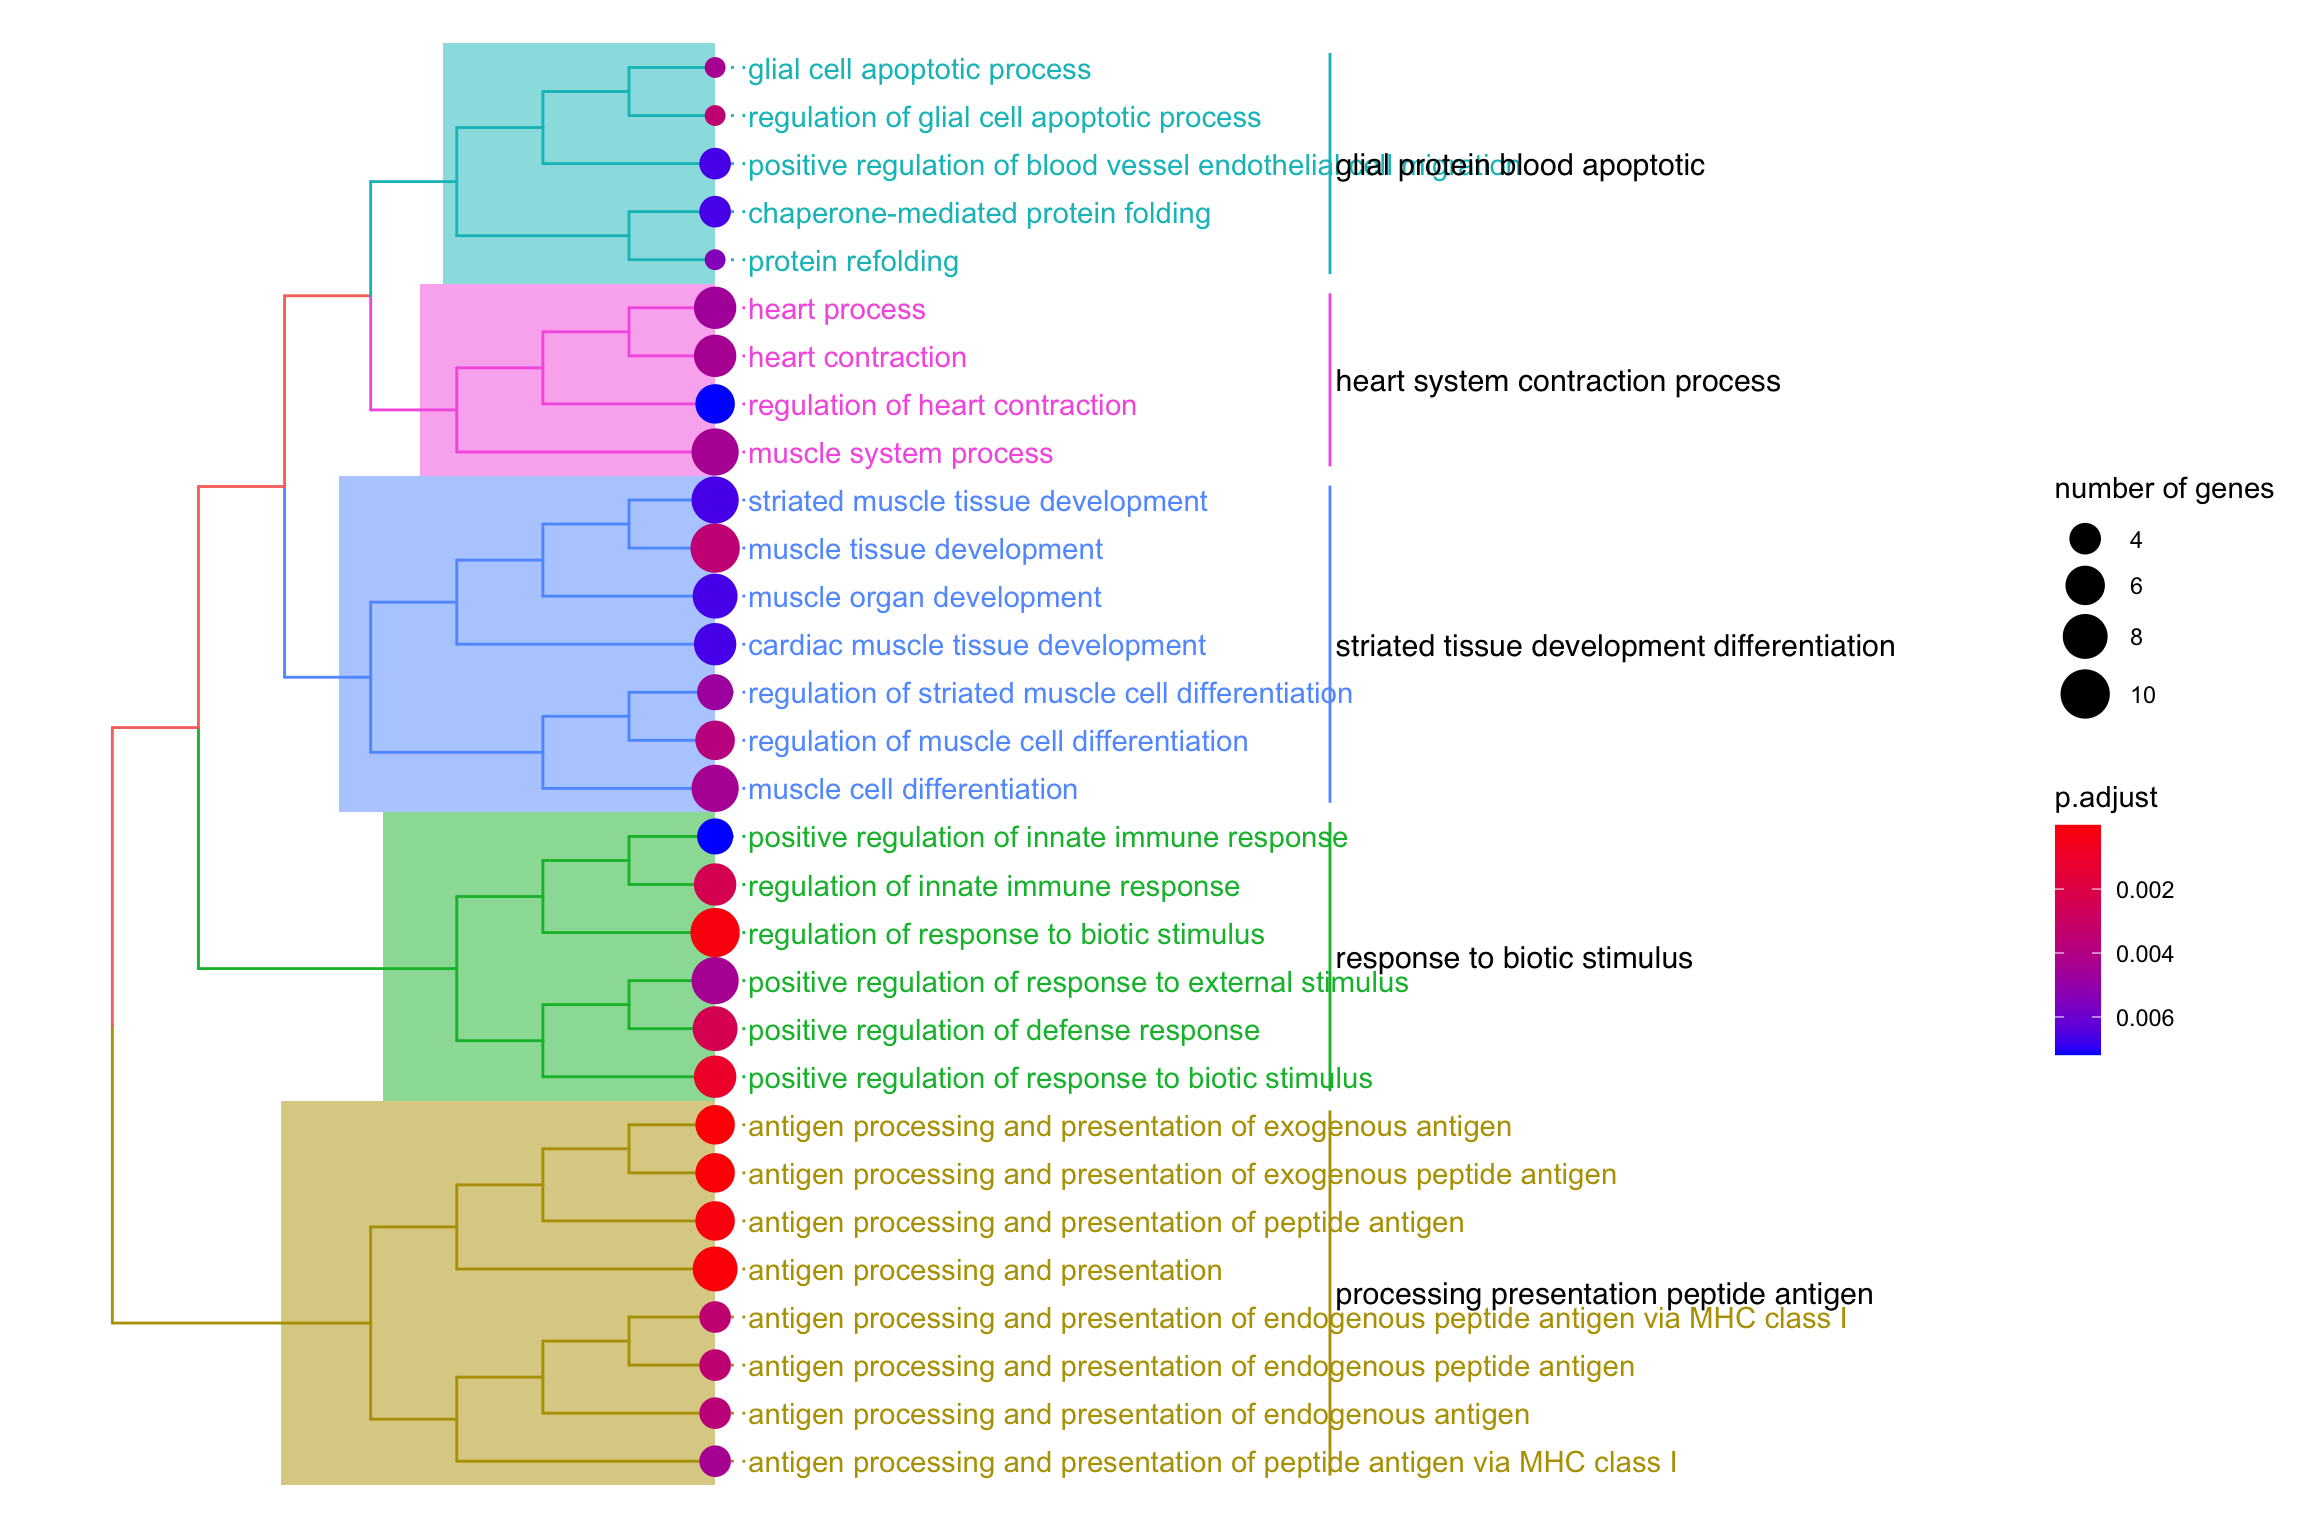 glial cell apoptotic process
regulation of glial cell apoptotic process
positive regulation of blood vessel endothelial cell migration
glial protein blood apoptotic
chaperone-mediated protein folding
protein refolding
heart process
heart contraction
heart system contraction process
regulation of heart contraction
muscle system process
striated muscle tissue development
muscle tissue development
muscle organ development
cardiac muscle tissue development
striated tissue development differentiation
regulation of striated muscle cell differentiation
regulation of muscle cell differentiation
muscle cell differentiation
positive regulation of innate immune response
regulation of innate immune response
regulation of response to biotic stimulus
response to biotic stimulus
positive regulation of response to external stimulus
positive regulation of defense response
positive regulation of response to biotic stimulus
antigen processing and presentation of exogenous antigen
antigen processing and presentation of exogenous peptide antigen
antigen processing and presentation of peptide antigen
antigen processing and presentation
processing presentation peptide antigen
antigen processing and presentation of endogenous peptide antigen via MHC class I
antigen processing and presentation of endogenous peptide antigen
antigen processing and presentation of endogenous antigen
antigen processing and presentation of peptide antigen via MHC class I
number of genes
4
6
8
10
p.adjust
0.002
0.004
0.006